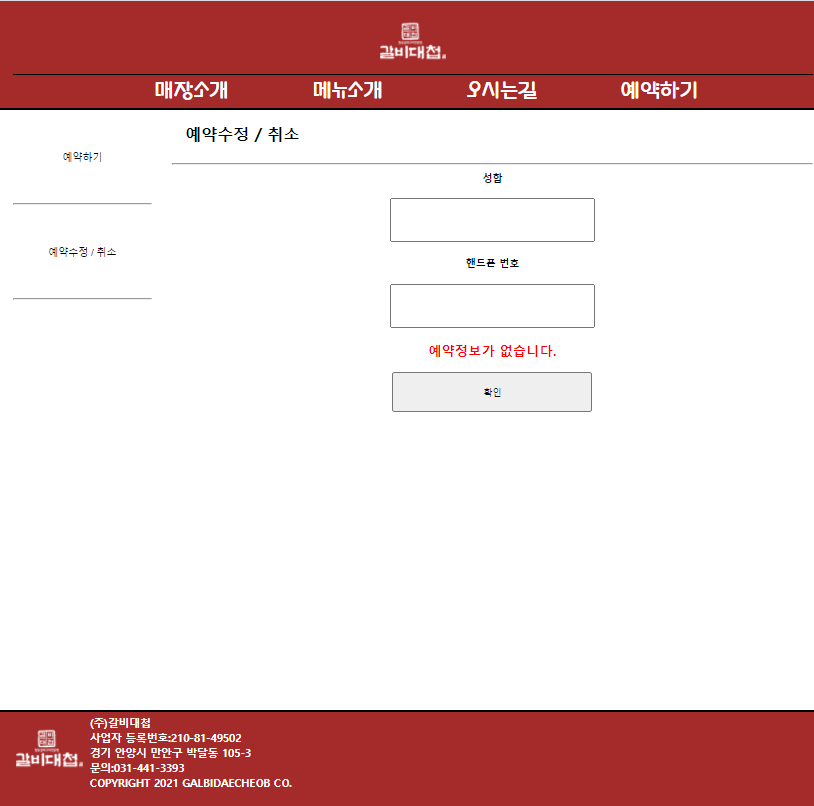 갈비대첩
매장소개 메뉴소개 오시는길 예약하기
예약하기
예약수정 / 취소
예약수정 / 취소
성함
핸드폰 번호
예약정보가 없습니다.
확인
갈비대첩
(주)갈비대첩
사업자 등록번호:210-81-49502
경기 안양시 만안구 박달동 105-3
문의:031-441-3393
COPYRIGHT 2021 GALBIDAECHEOB CO.